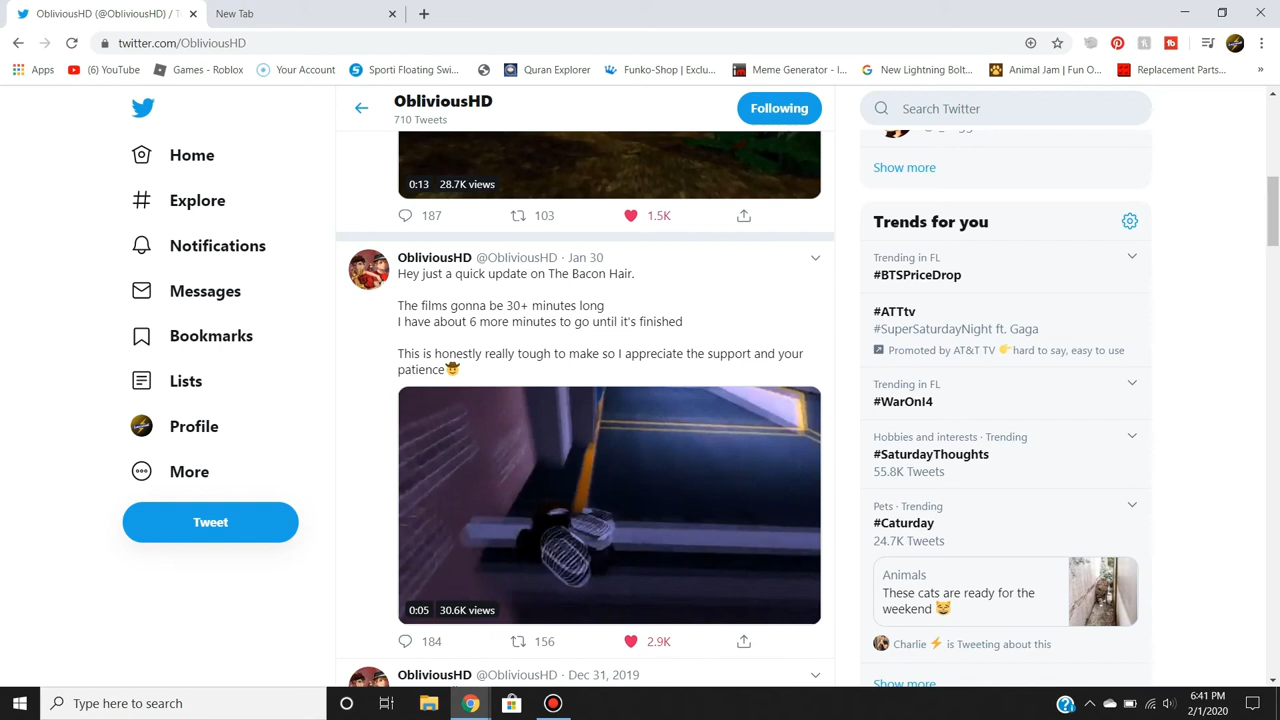 ObliviousHD (@ObliviousHD) / T
New Tab
twitter.com/ObliviousHD
Apps
(6) YouTube
Games - Roblox
Your Account
Sporti Floating Swi...
Quran Explorer
Funko-Shop | Exclu...
Meme Generator - I...
New Lightning Bolt...
Animal Jam | Fun O...
Replacement Parts...
»
ObliviousHD
710 Tweets
Following
Search Twitter
Home
Explore
Notifications
Messages
Bookmarks
Lists
Profile
More
Tweet
0:13 28.7K views
187 103 1.5K
ObliviousHD @ObliviousHD · Jan 30
Hey just a quick update on The Bacon Hair.
The films gonna be 30+ minutes long
I have about 6 more minutes to go until it's finished
This is honestly really tough to make so I appreciate the support and your
patience🤠
0:05 30.6K views
184 156 2.9K
ObliviousHD @ObliviousHD · Dec 31, 2019
Show more
Trends for you
Trending in FL
#BTSPriceDrop
#ATTtv
#SuperSaturdayNight ft. Gaga
Promoted by AT&T TV 👉hard to say, easy to use
Trending in FL
#WarOnI4
Hobbies and interests · Trending
#SaturdayThoughts
55.8K Tweets
Pets · Trending
#Caturday
24.7K Tweets
Animals
These cats are ready for the
weekend 😸
Charlie ⚡ is Tweeting about this
Show more
Type here to search
6:41 PM
2/1/2020